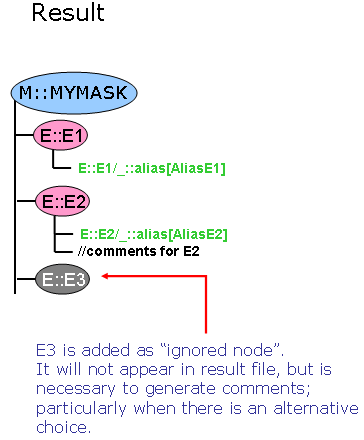 Result
M::MYMASK
E::E1
E::E1/_::alias[AliasE1]
E::E2
E::E2/_::alias[AliasE2]
//comments for E2
E::E3
E3 is added as “ignored node”.
It will not appear in result file, but is
necessary to generate comments;
particularly when there is an alternative
choice.